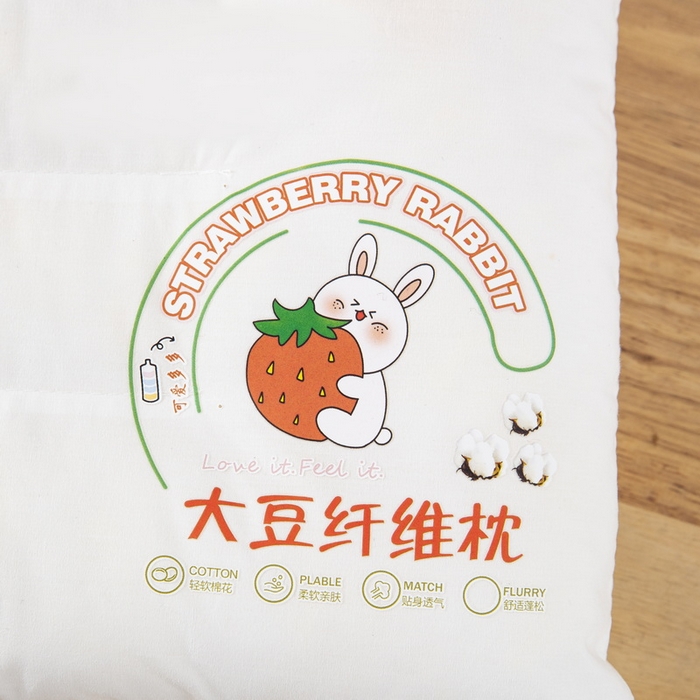 STRAWBERRY RABBIT
可爱多多
Love it. Feel it.
大豆纤维枕
COTTON
轻软棉花
PLABLE
柔软亲肤
MATCH
贴身透气
FLURRY
舒适蓬松